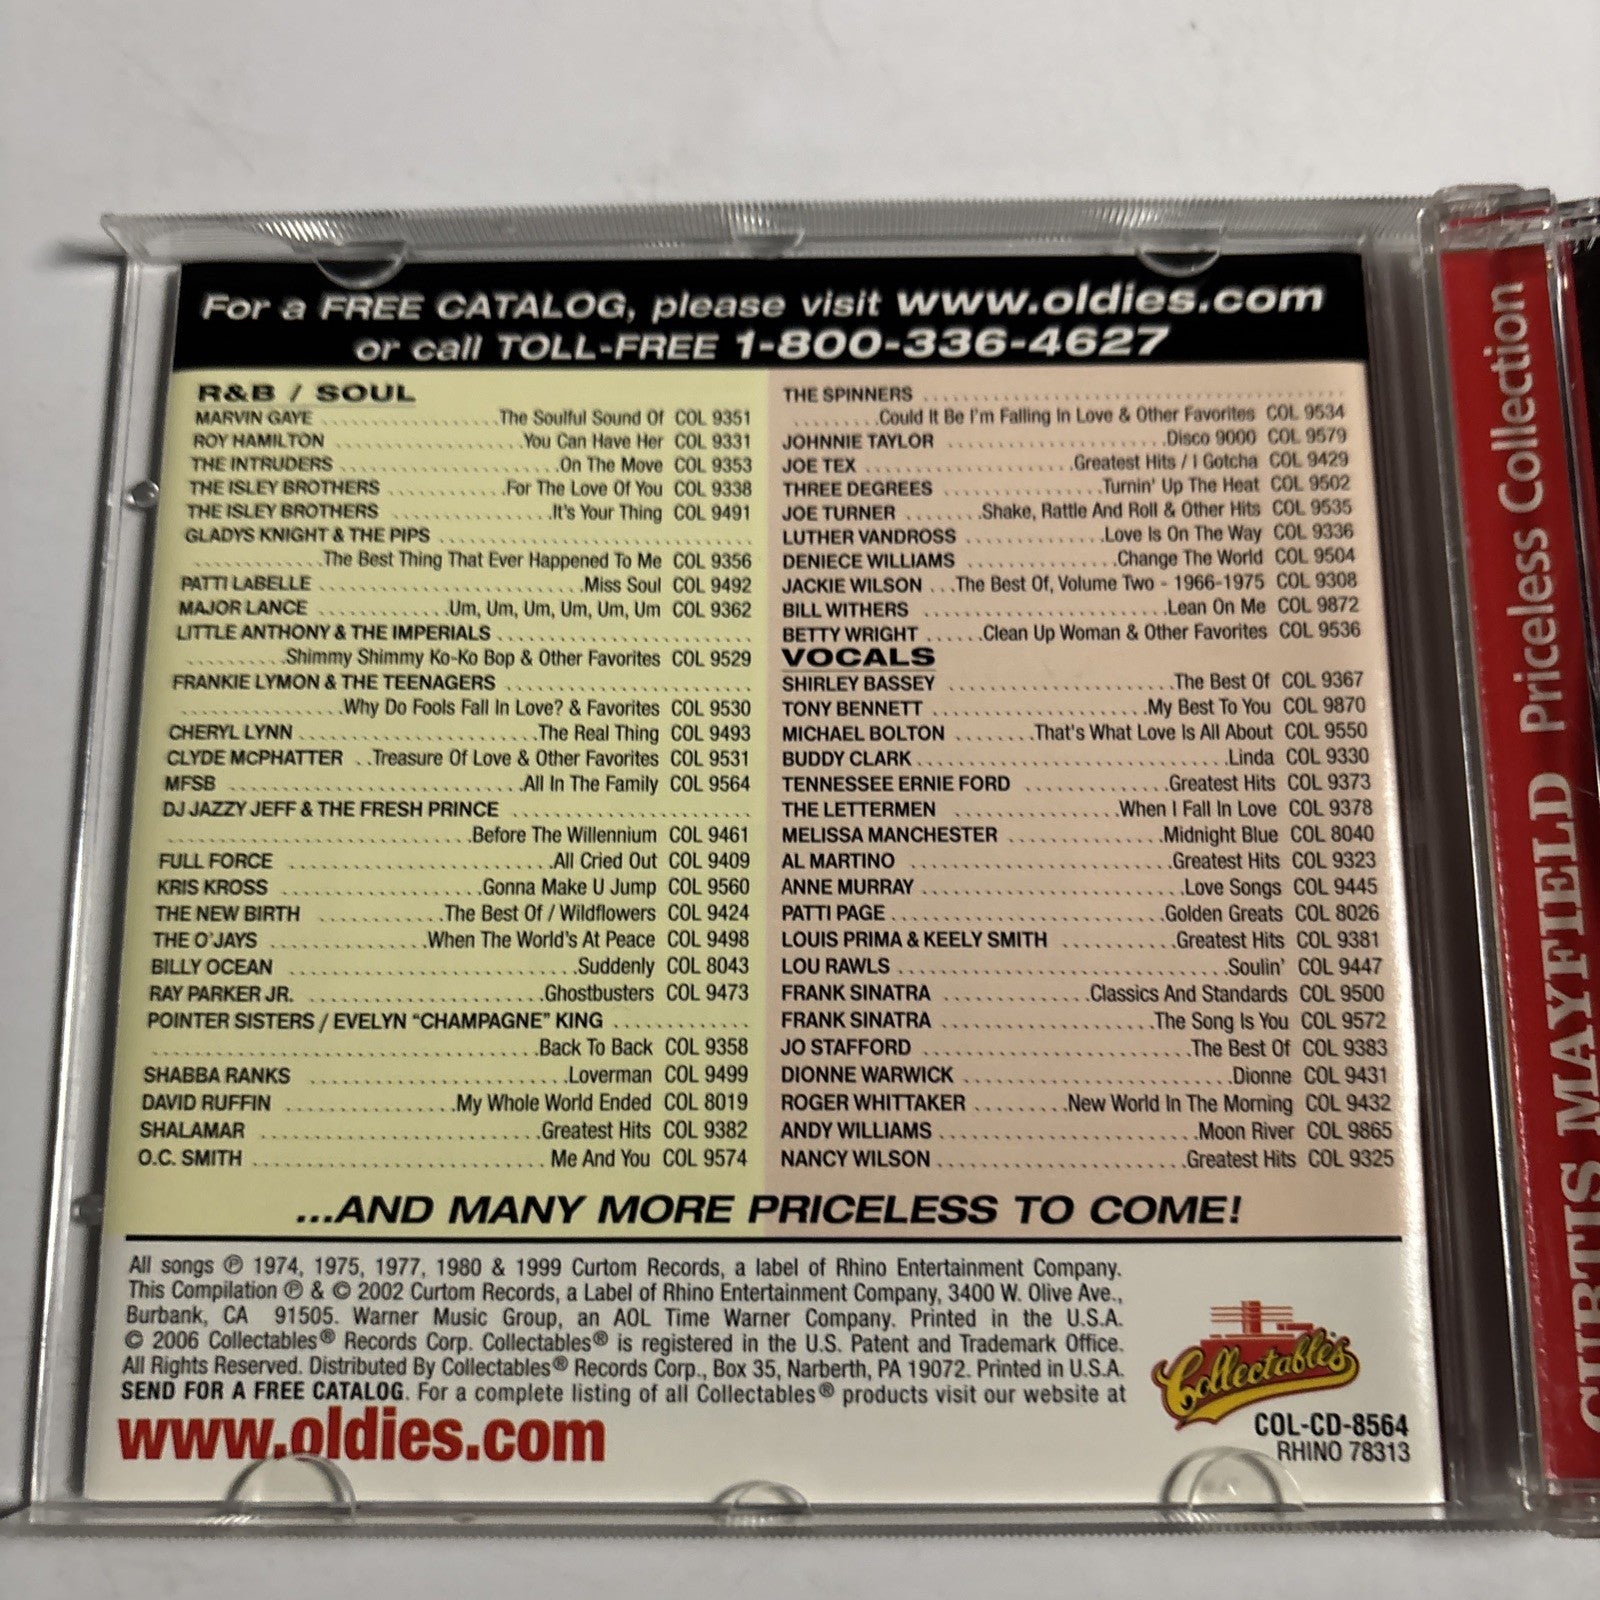 For a FREE CATALOG, please visit www.oldies.com
or call TOLL-FREE 1-800-336-4627
R&B / SOUL
MARVIN GAYE ........................The Soulful Sound Of COL 9351
ROY HAMILTON ........................You Can Have Her COL 9331
THE INTRUDERS ........................On The Move COL 9353
THE ISLEY BROTHERS ............For The Love Of You COL 9338
THE ISLEY BROTHERS ..................It's Your Thing COL 9491
GLADYS KNIGHT & THE PIPS ................................
................The Best Thing That Ever Happened To Me COL 9356
PATTI LABELLE ............................Miss Soul COL 9492
MAJOR LANCE ..............Um, Um, Um, Um, Um, Um COL 9362
LITTLE ANTHONY & THE IMPERIALS ..........................
..........Shimmy Shimmy Ko-Ko Bop & Other Favorites COL 9529
FRANKIE LYMON & THE TEENAGERS ..........................
................Why Do Fools Fall In Love? & Favorites COL 9530
CHERYL LYNN ..........................The Real Thing COL 9493
CLYDE MCPHATTER ..Treasure Of Love & Other Favorites COL 9531
MFSB ..............................All In The Family COL 9564
DJ JAZZY JEFF & THE FRESH PRINCE ..........................
................................Before The Willennium COL 9461
FULL FORCE ............................All Cried Out COL 9409
KRIS KROSS ....................Gonna Make U Jump COL 9560
THE NEW BIRTH ............The Best Of / Wildflowers COL 9424
THE O'JAYS ................When The World's At Peace COL 9498
BILLY OCEAN ............................Suddenly COL 8043
RAY PARKER JR. ........................Ghostbusters COL 9473
POINTER SISTERS / EVELYN "CHAMPAGNE" KING ............
......................................Back To Back COL 9358
SHABBA RANKS ..........................Loverman COL 9499
DAVID RUFFIN ................My Whole World Ended COL 8019
SHALAMAR ............................Greatest Hits COL 9382
O.C. SMITH ..............................Me And You COL 9574
THE SPINNERS ............................................
.........Could It Be I'm Falling In Love & Other Favorites COL 9534
JOHNNIE TAYLOR ......................Disco 9000 COL 9579
JOE TEX ......................Greatest Hits / I Gotcha COL 9429
THREE DEGREES ................Turnin' Up The Heat COL 9502
JOE TURNER ........Shake, Rattle And Roll & Other Hits COL 9535
LUTHER VANDROSS ................Love Is On The Way COL 9336
DENIECE WILLIAMS ................Change The World COL 9504
JACKIE WILSON ...The Best Of, Volume Two - 1966-1975 COL 9308
BILL WITHERS ..........................Lean On Me COL 9872
BETTY WRIGHT ......Clean Up Woman & Other Favorites COL 9536
VOCALS
SHIRLEY BASSEY ......................The Best Of COL 9367
TONY BENNETT ......................My Best To You COL 9870
MICHAEL BOLTON ........That's What Love Is All About COL 9550
BUDDY CLARK ..............................Linda COL 9330
TENNESSEE ERNIE FORD ................Greatest Hits COL 9373
THE LETTERMEN ................When I Fall In Love COL 9378
MELISSA MANCHESTER ................Midnight Blue COL 8040
AL MARTINO ..........................Greatest Hits COL 9323
ANNE MURRAY ..........................Love Songs COL 9445
PATTI PAGE ..........................Golden Greats COL 8026
LOUIS PRIMA & KEELY SMITH ..........Greatest Hits COL 9381
LOU RAWLS ................................Soulin' COL 9447
FRANK SINATRA ..............Classics And Standards COL 9500
FRANK SINATRA ......................The Song Is You COL 9572
JO STAFFORD ..........................The Best Of COL 9383
DIONNE WARWICK ..........................Dionne COL 9431
ROGER WHITTAKER .........New World In The Morning COL 9432
ANDY WILLIAMS ........................Moon River COL 9865
NANCY WILSON ........................Greatest Hits COL 9325
...AND MANY MORE PRICELESS TO COME!
All songs ℗ 1974, 1975, 1977, 1980 & 1999 Curtom Records, a label of Rhino Entertainment Company.
This Compilation ℗ & © 2002 Curtom Records, a Label of Rhino Entertainment Company, 3400 W. Olive Ave.,
Burbank, CA 91505. Warner Music Group, an AOL Time Warner Company. Printed in the U.S.A.
© 2006 Collectables® Records Corp. Collectables® is registered in the U.S. Patent and Trademark Office.
All Rights Reserved. Distributed By Collectables® Records Corp., Box 35, Narberth, PA 19072. Printed in U.S.A.
SEND FOR A FREE CATALOG. For a complete listing of all Collectables® products visit our website at
www.oldies.com
Collectables
COL-CD-8564
RHINO 78313
CURTIS MAYFIELD Priceless Collection